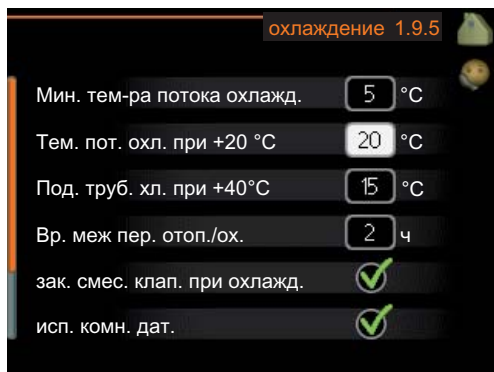 охлаждение 1.9.5
Мин. тем-ра потока охлажд. 5 °C
Тем. пот. охл. при +20 °C 20 °C
Под. труб. хл. при +40°C 15 °C
Вр. меж пер. отоп./ох. 2 ч
зак. смес. клап. при охлажд.
исп. комн. дат.